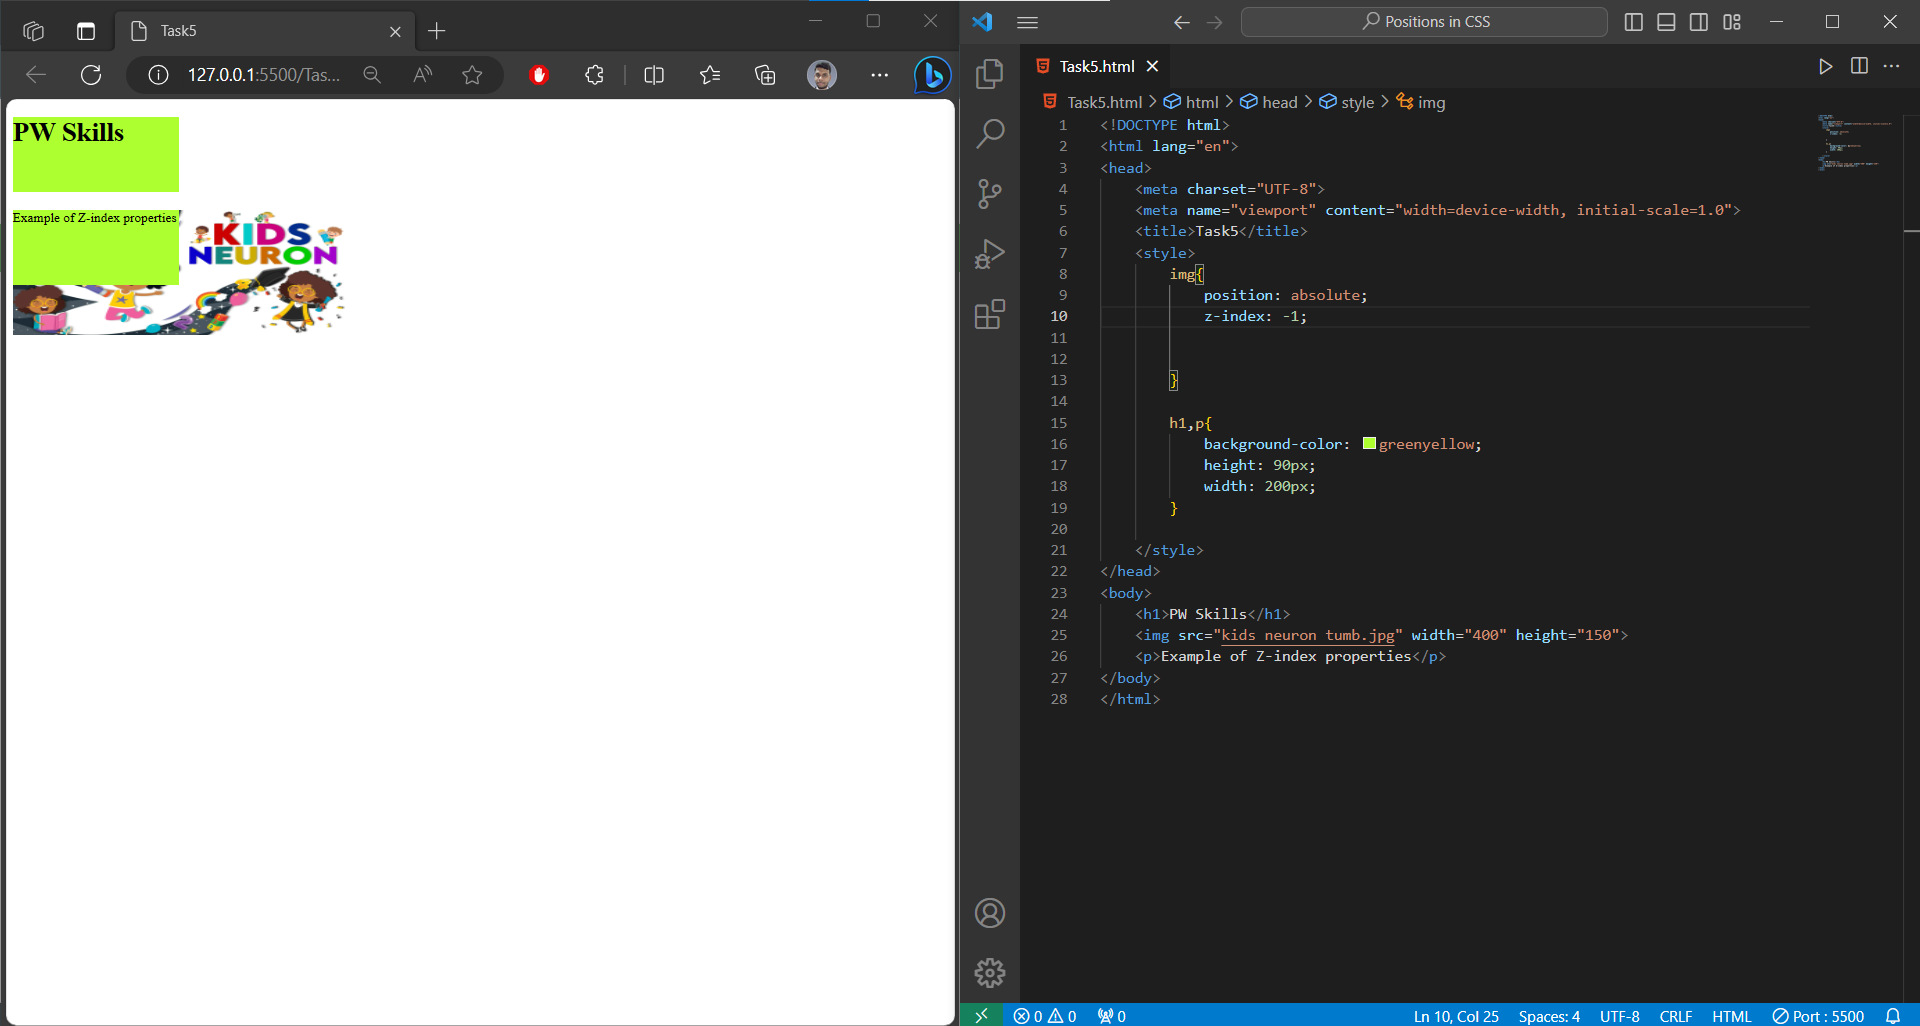 Task5
127.0.0.1:5500/Tas...
PW Skills
Example of Z-index properties
KIDS
NEURON
Positions in CSS
Task5.html
Task5.html > html > head > style > img
1 <!DOCTYPE html>
2 <html lang="en">
3 <head>
4 <meta charset="UTF-8">
5 <meta name="viewport" content="width=device-width, initial-scale=1.0">
6 <title>Task5</title>
7 <style>
8 img{
9 position: absolute;
10 z-index: -1;
11
12
13 }
14
15 h1,p{
16 background-color: greenyellow;
17 height: 90px;
18 width: 200px;
19 }
20
21 </style>
22 </head>
23 <body>
24 <h1>PW Skills</h1>
25 <img src="kids neuron tumb.jpg" width="400" height="150">
26 <p>Example of Z-index properties</p>
27 </body>
28 </html>
0 0 0 Ln 10, Col 25 Spaces: 4 UTF-8 CRLF HTML Port : 5500